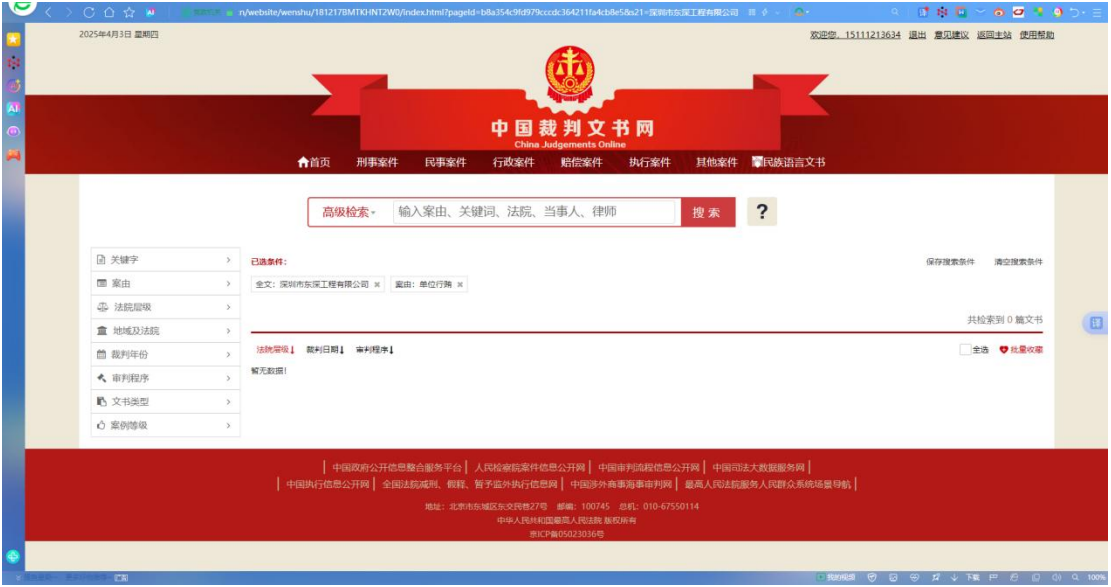 n/website/wenshu/181217BMTKHNT2W0/index.html?pageId=b8a354c9fd979cccdc364211fa4cb8e5&s21=深圳市东深工程有限公司
2025年4月3日 星期四
欢迎您，15111213634 退出 意见建议 返回主站 使用帮助
中国裁判文书网
China Judgements Online
首页 刑事案件 民事案件 行政案件 赔偿案件 执行案件 其他案件 民族语言文书
高级检索 输入案由、关键词、法院、当事人、律师 搜索 ?
关键字
案由
法院层级
地域及法院
裁判年份
审判程序
文书类型
案例等级
已选条件：
保存搜索条件 清空搜索条件
全文：深圳市东深工程有限公司 × 案由：单位行贿 ×
共检索到 0 篇文书
法院层级 裁判日期 审判程序
全选 批量收藏
暂无数据！
中国政府公开信息整合服务平台 | 人民检察院案件信息公开网 | 中国审判流程信息公开网 | 中国司法大数据服务网 |
中国执行信息公开网 | 全国法院减刑、假释、暂予监外执行信息网 | 中国涉外商事海事审判网 | 最高人民法院服务人民群众系统场景导航 |
地址：北京市东城区东交民巷27号 邮编：100745 总机：010-67550114
中华人民共和国最高人民法院 版权所有
京ICP备05023036号
我的视频 下载 100%